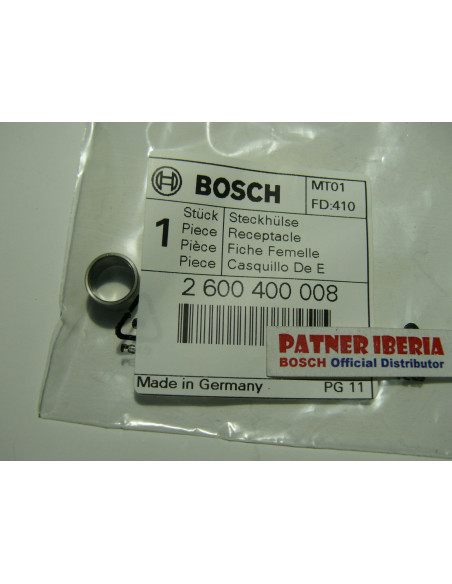 BOSCH
MT01
FD:410
1
Stück Steckhülse
Piece Receptacle
Pièce Fiche Femelle
Piece Casquillo De E
2 600 400 008
PATNER IBERIA
BOSCH Official Distributor
Made in Germany
PG 11